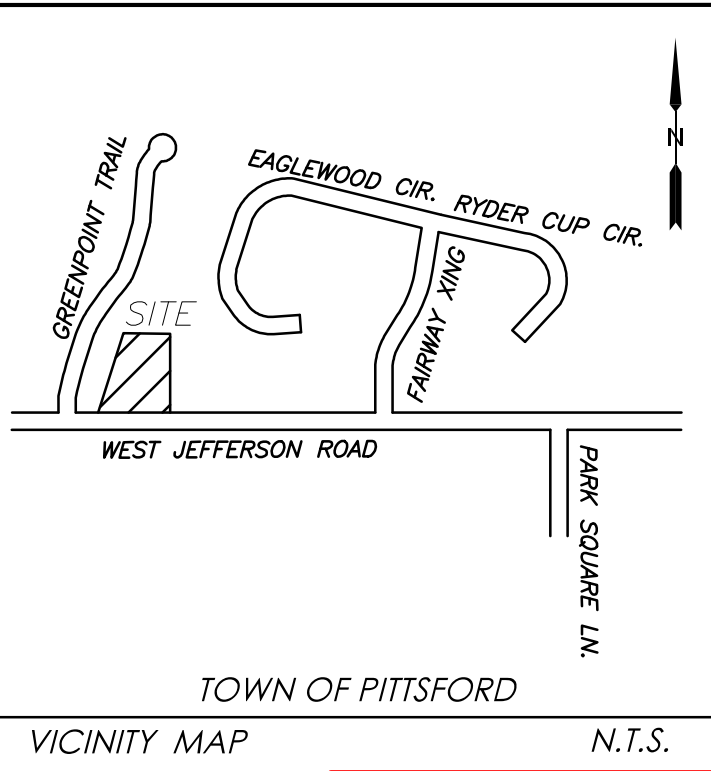 N
GREENPOINT TRAIL
EAGLEWOOD CIR.
RYDER CUP CIR.
SITE
FAIRWAY XING
WEST JEFFERSON ROAD
PARK SQUARE LN.
TOWN OF PITTSFORD
VICINITY MAP
N.T.S.